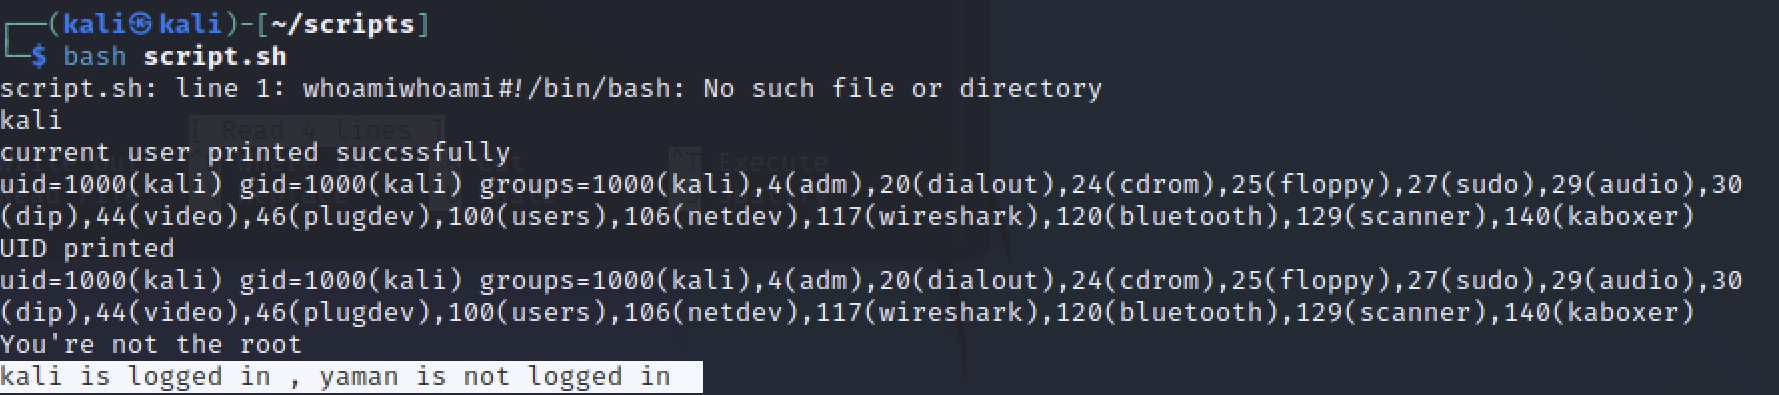 ┌──(kali㉿kali)-[~/scripts]
└─$ bash script.sh
script.sh: line 1: whoamiwhoami#!/bin/bash: No such file or directory
kali
[ Read 4 lines ]
current user printed succssfully
^T Execute
uid=1000(kali) gid=1000(kali) groups=1000(kali),4(adm),20(dialout),24(cdrom),25(floppy),27(sudo),29(audio),30
(dip),44(video),46(plugdev),100(users),106(netdev),117(wireshark),120(bluetooth),129(scanner),140(kaboxer)
UID printed
uid=1000(kali) gid=1000(kali) groups=1000(kali),4(adm),20(dialout),24(cdrom),25(floppy),27(sudo),29(audio),30
(dip),44(video),46(plugdev),100(users),106(netdev),117(wireshark),120(bluetooth),129(scanner),140(kaboxer)
You're not the root
kali is logged in , yaman is not logged in